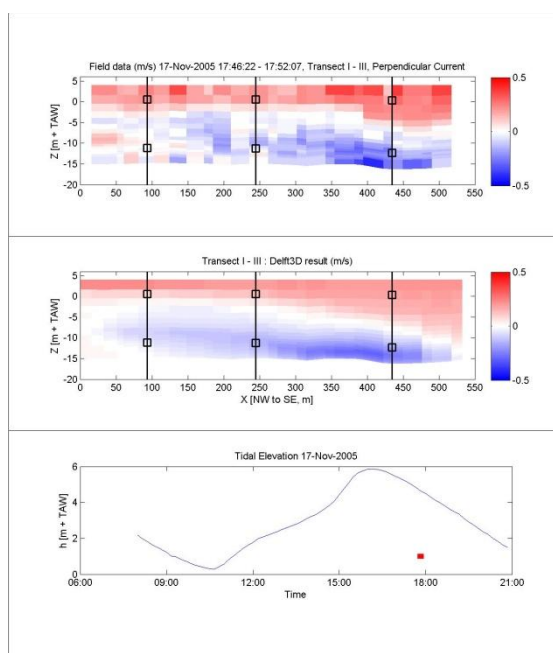 Field data (m/s) 17-Nov-2005 17:46:22 - 17:52:07, Transect I - III, Perpendicular Current
Z [m + TAW]
5
0
-5
-10
-15
-20
0 50 100 150 200 250 300 350 400 450 500 550
0.5
0
-0.5
Transect I - III : Delft3D result (m/s)
Z [m + TAW]
5
0
-5
-10
-15
-20
0 50 100 150 200 250 300 350 400 450 500 550
X [NW to SE, m]
0.5
0
-0.5
Tidal Elevation 17-Nov-2005
h [m + TAW]
6
4
2
0
06:00 09:00 12:00 15:00 18:00 21:00
Time